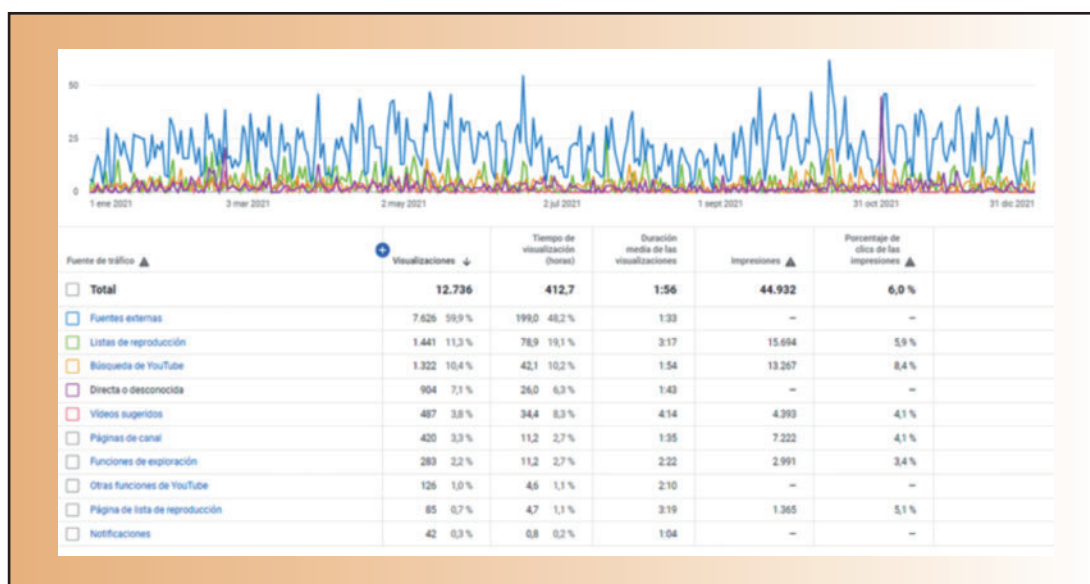 50
25
0
1 ene 2021 3 mar 2021 2 may 2021 2 jul 2021 1 sept 2021 31 oct 2021 31 dic 2021
Fuente de tráfico Visualizaciones Tiempo de visualización (horas) Duración media de las visualizaciones Impresiones Porcentaje de clics de las impresiones
Total 12.736 412,7 1:56 44.932 6,0 %
Fuentes externas 7.626 59,9 % 199,0 48,2 % 1:33 – –
Listas de reproducción 1.441 11,3 % 78,9 19,1 % 3:17 15.694 5,9 %
Búsqueda de YouTube 1.322 10,4 % 42,1 10,2 % 1:54 13.267 8,4 %
Directa o desconocida 904 7,1 % 26,0 6,3 % 1:43 – –
Vídeos sugeridos 487 3,8 % 34,4 8,3 % 4:14 4.393 4,1 %
Páginas de canal 420 3,3 % 11,2 2,7 % 1:35 7.222 4,1 %
Funciones de exploración 283 2,2 % 11,2 2,7 % 2:22 2.991 3,4 %
Otras funciones de YouTube 126 1,0 % 4,6 1,1 % 2:10 – –
Página de lista de reproducción 85 0,7 % 4,7 1,1 % 3:19 1.365 5,1 %
Notificaciones 42 0,3 % 0,8 0,2 % 1:04 – –